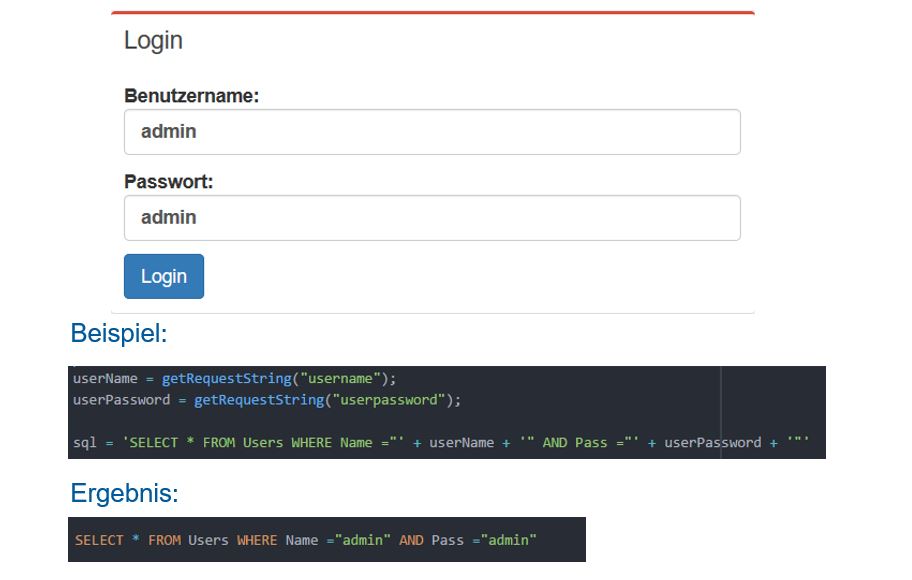 Login
Benutzername:
admin
Passwort:
admin
Login
Beispiel:
userName = getRequestString("username");
userPassword = getRequestString("userpassword");
sql = 'SELECT * FROM Users WHERE Name ="' + userName + '" AND Pass ="' + userPassword + '"'
Ergebnis:
SELECT * FROM Users WHERE Name ="admin" AND Pass ="admin"